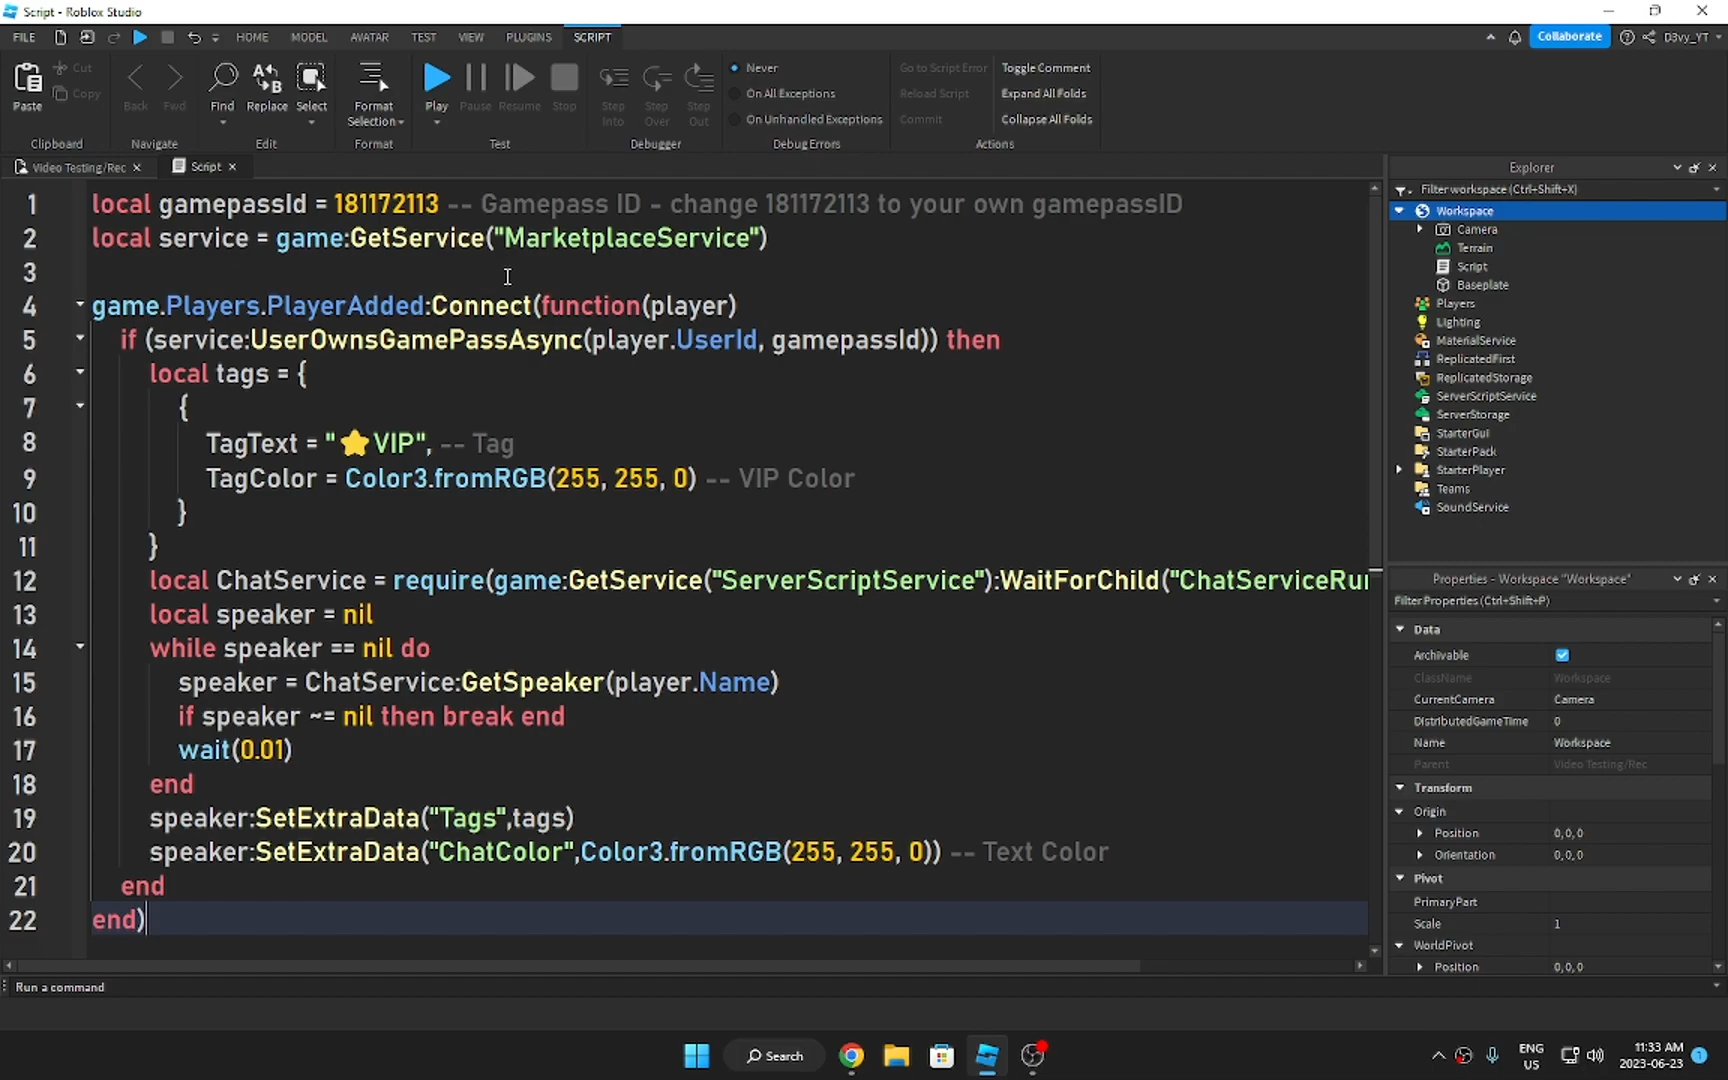 Script - Roblox Studio
FILE HOME MODEL AVATAR TEST VIEW PLUGINS SCRIPT Collaborate D3vy_YT
Paste Cut Copy Back Fwd Find Replace Select Format Selection Play Pause Resume Stop Step Into Step Over Step Out
Never
On All Exceptions
On Unhandled Exceptions
Go to Script Error
Reload Script
Commit
Toggle Comment
Expand All Folds
Collapse All Folds
Clipboard Navigate Edit Format Test Debugger Debug Errors Actions
Video Testing/Rec Script
1 local gamepassId = 181172113 -- Gamepass ID - change 181172113 to your own gamepassID
2 local service = game:GetService("MarketplaceService")
3
4 game.Players.PlayerAdded:Connect(function(player)
5 if (service:UserOwnsGamePassAsync(player.UserId, gamepassId)) then
6 local tags = {
7 {
8 TagText = "⭐VIP", -- Tag
9 TagColor = Color3.fromRGB(255, 255, 0) -- VIP Color
10 }
11 }
12 local ChatService = require(game:GetService("ServerScriptService"):WaitForChild("ChatServiceRu
13 local speaker = nil
14 while speaker == nil do
15 speaker = ChatService:GetSpeaker(player.Name)
16 if speaker ~= nil then break end
17 wait(0.01)
18 end
19 speaker:SetExtraData("Tags",tags)
20 speaker:SetExtraData("ChatColor",Color3.fromRGB(255, 255, 0)) -- Text Color
21 end
22 end)
Run a command
Explorer
Filter workspace (Ctrl+Shift+X)
Workspace
Camera
Terrain
Script
Baseplate
Players
Lighting
MaterialService
ReplicatedFirst
ReplicatedStorage
ServerScriptService
ServerStorage
StarterGui
StarterPack
StarterPlayer
Teams
SoundService
Properties - Workspace "Workspace"
Filter Properties (Ctrl+Shift+P)
Data
Archivable
ClassName Workspace
CurrentCamera Camera
DistributedGameTime 0
Name Workspace
Parent Video Testing/Rec
Transform
Origin
Position 0,0,0
Orientation 0,0,0
Pivot
PrimaryPart
Scale 1
WorldPivot
Position 0,0,0
Search
ENG
US
11:33 AM
2023-06-23
1